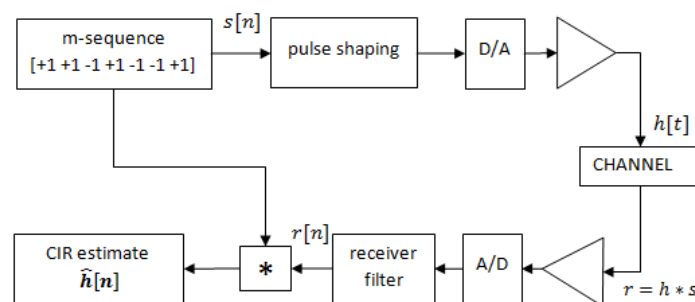 s[n]
m-sequence
[+1 +1 -1 +1 -1 -1 +1]
pulse shaping
D/A
h[t]
CHANNEL
r = h * s
A/D
receiver
filter
r[n]
*
CIR estimate
ĥ[n]